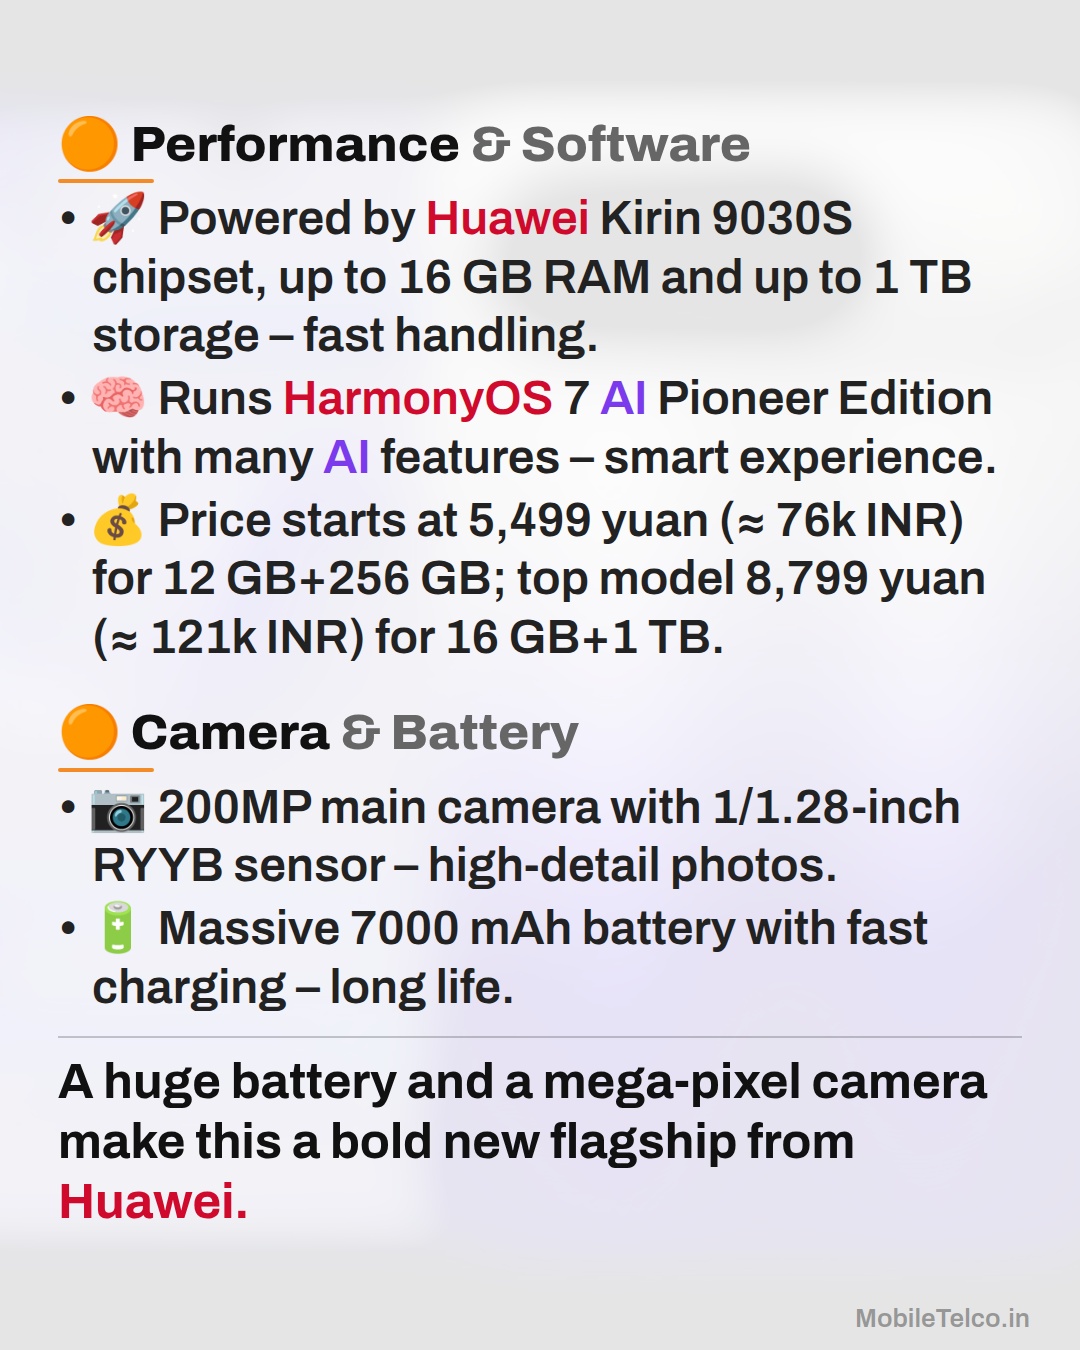 🟠 Performance & Software
• 🚀 Powered by Huawei Kirin 9030S
chipset, up to 16 GB RAM and up to 1 TB
storage – fast handling.
• 🧠 Runs HarmonyOS 7 AI Pioneer Edition
with many AI features – smart experience.
• 💰 Price starts at 5,499 yuan (≈ 76k INR)
for 12 GB+256 GB; top model 8,799 yuan
(≈ 121k INR) for 16 GB+1 TB.
🟠 Camera & Battery
• 📷 200MP main camera with 1/1.28-inch
RYYB sensor – high-detail photos.
• 🔋 Massive 7000 mAh battery with fast
charging – long life.
A huge battery and a mega-pixel camera
make this a bold new flagship from
Huawei.
MobileTelco.in